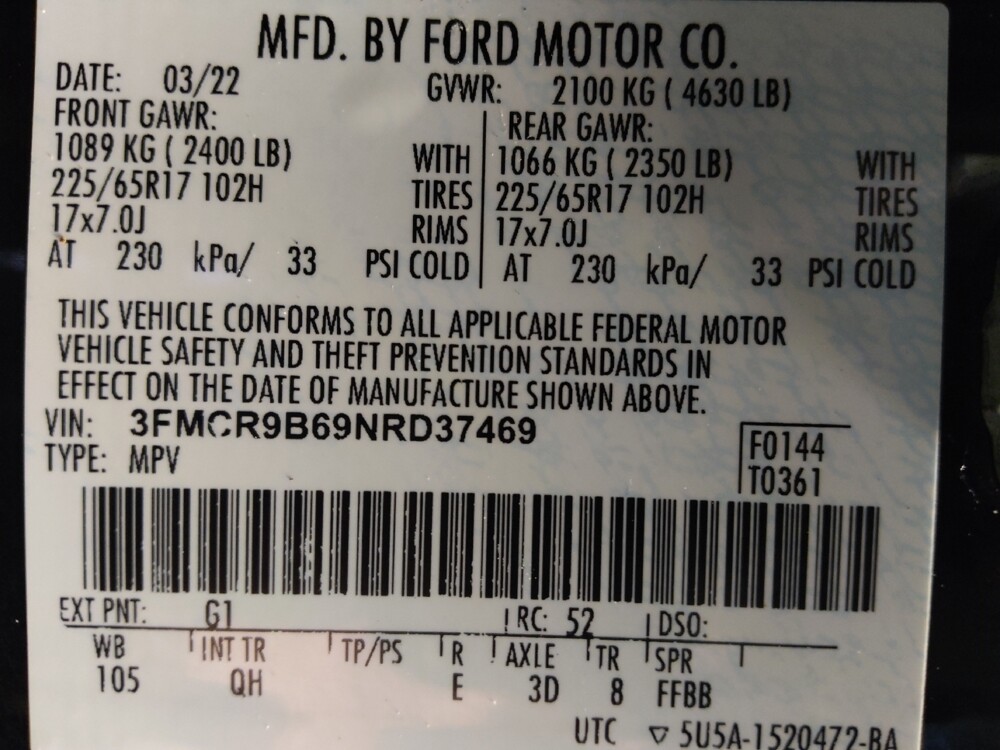 MFD. BY FORD MOTOR CO.
DATE: 03/22 GVWR: 2100 KG ( 4630 LB)
FRONT GAWR: REAR GAWR:
1089 KG ( 2400 LB) WITH 1066 KG ( 2350 LB) WITH
225/65R17 102H TIRES 225/65R17 102H TIRES
17x7.0J RIMS 17x7.0J RIMS
AT 230 kPa/ 33 PSI COLD AT 230 kPa/ 33 PSI COLD
THIS VEHICLE CONFORMS TO ALL APPLICABLE FEDERAL MOTOR
VEHICLE SAFETY AND THEFT PREVENTION STANDARDS IN
EFFECT ON THE DATE OF MANUFACTURE SHOWN ABOVE.
VIN: 3FMCR9B69NRD37469
F0144
TYPE: MPV
T0361
EXT PNT: G1 RC: 52 DSO:
WB INT TR TP/PS R AXLE TR SPR
105 QH E 3D 8 FFBB
UTC ▽ 5U5A-1520472-BA